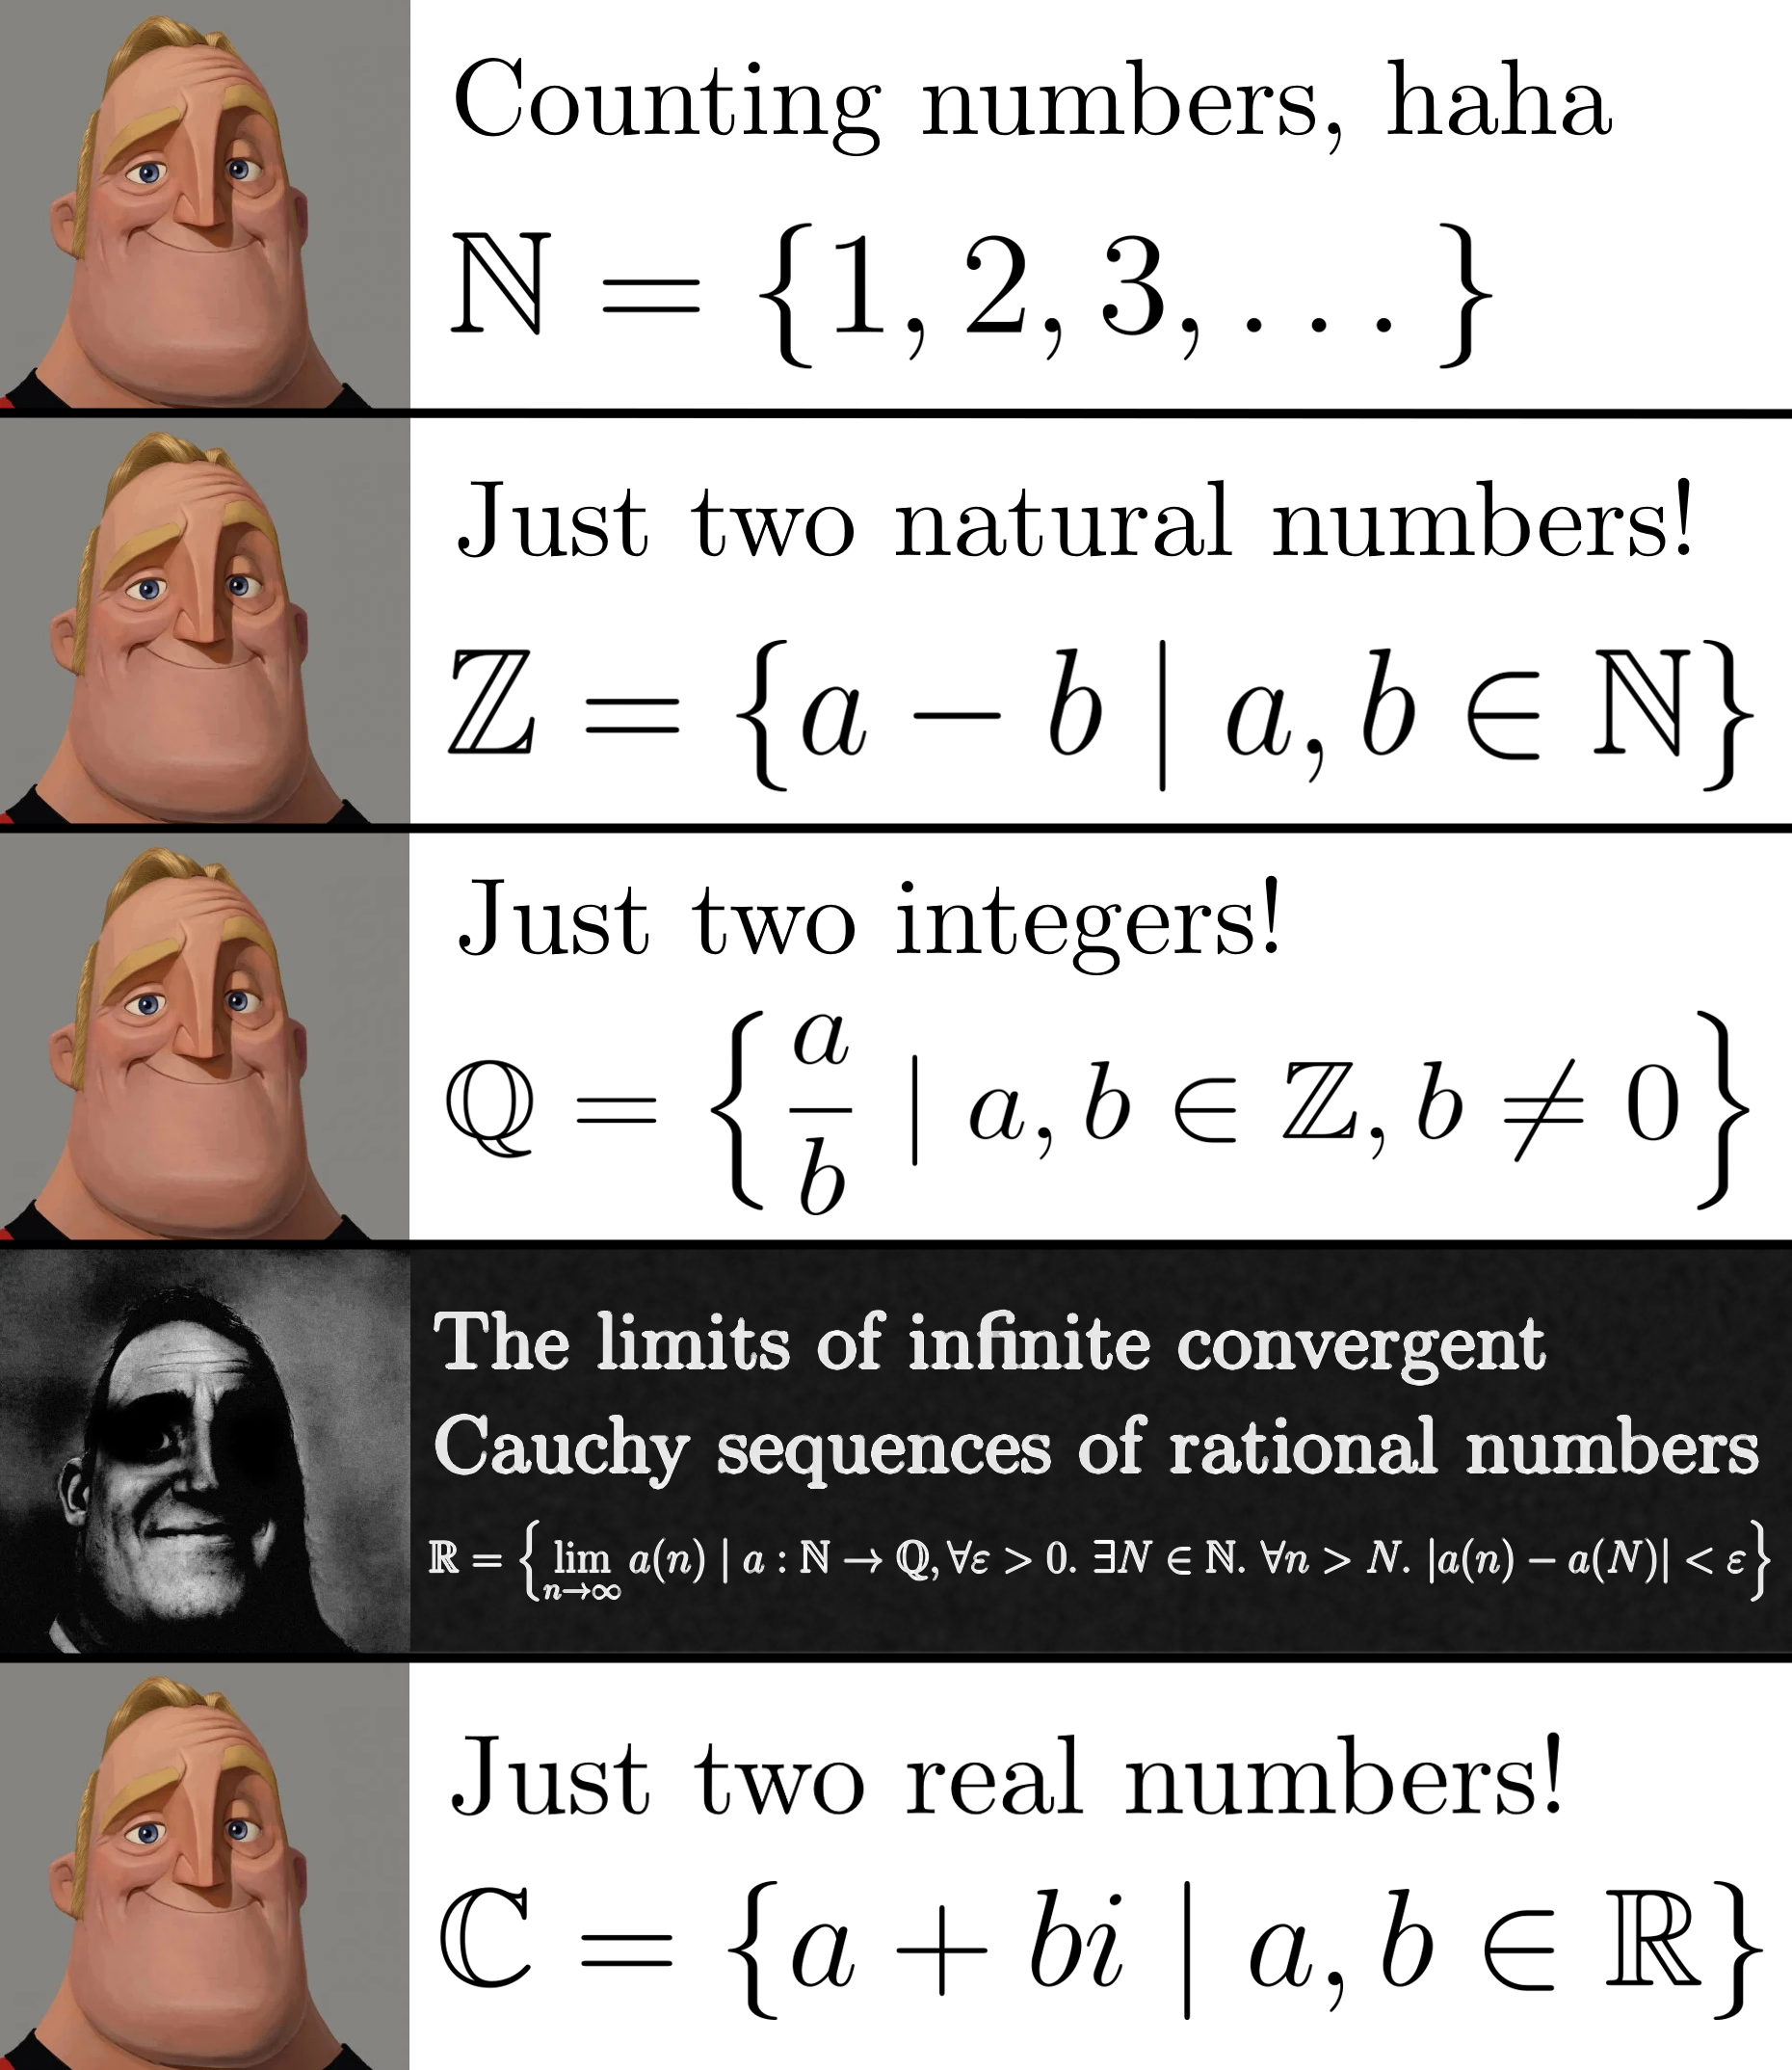 Counting numbers, haha
ℕ = {1, 2, 3, . . . }
Just two natural numbers!
ℤ = {a − b | a, b ∈ ℕ}
Just two integers!
ℚ = {a/b | a, b ∈ ℤ, b ≠ 0}
The limits of infinite convergent
Cauchy sequences of rational numbers
ℝ = {lim n→∞ a(n) | a : ℕ → ℚ, ∀ε > 0. ∃N ∈ ℕ. ∀n > N. |a(n) − a(N)| < ε}
Just two real numbers!
ℂ = {a + bi | a, b ∈ ℝ}